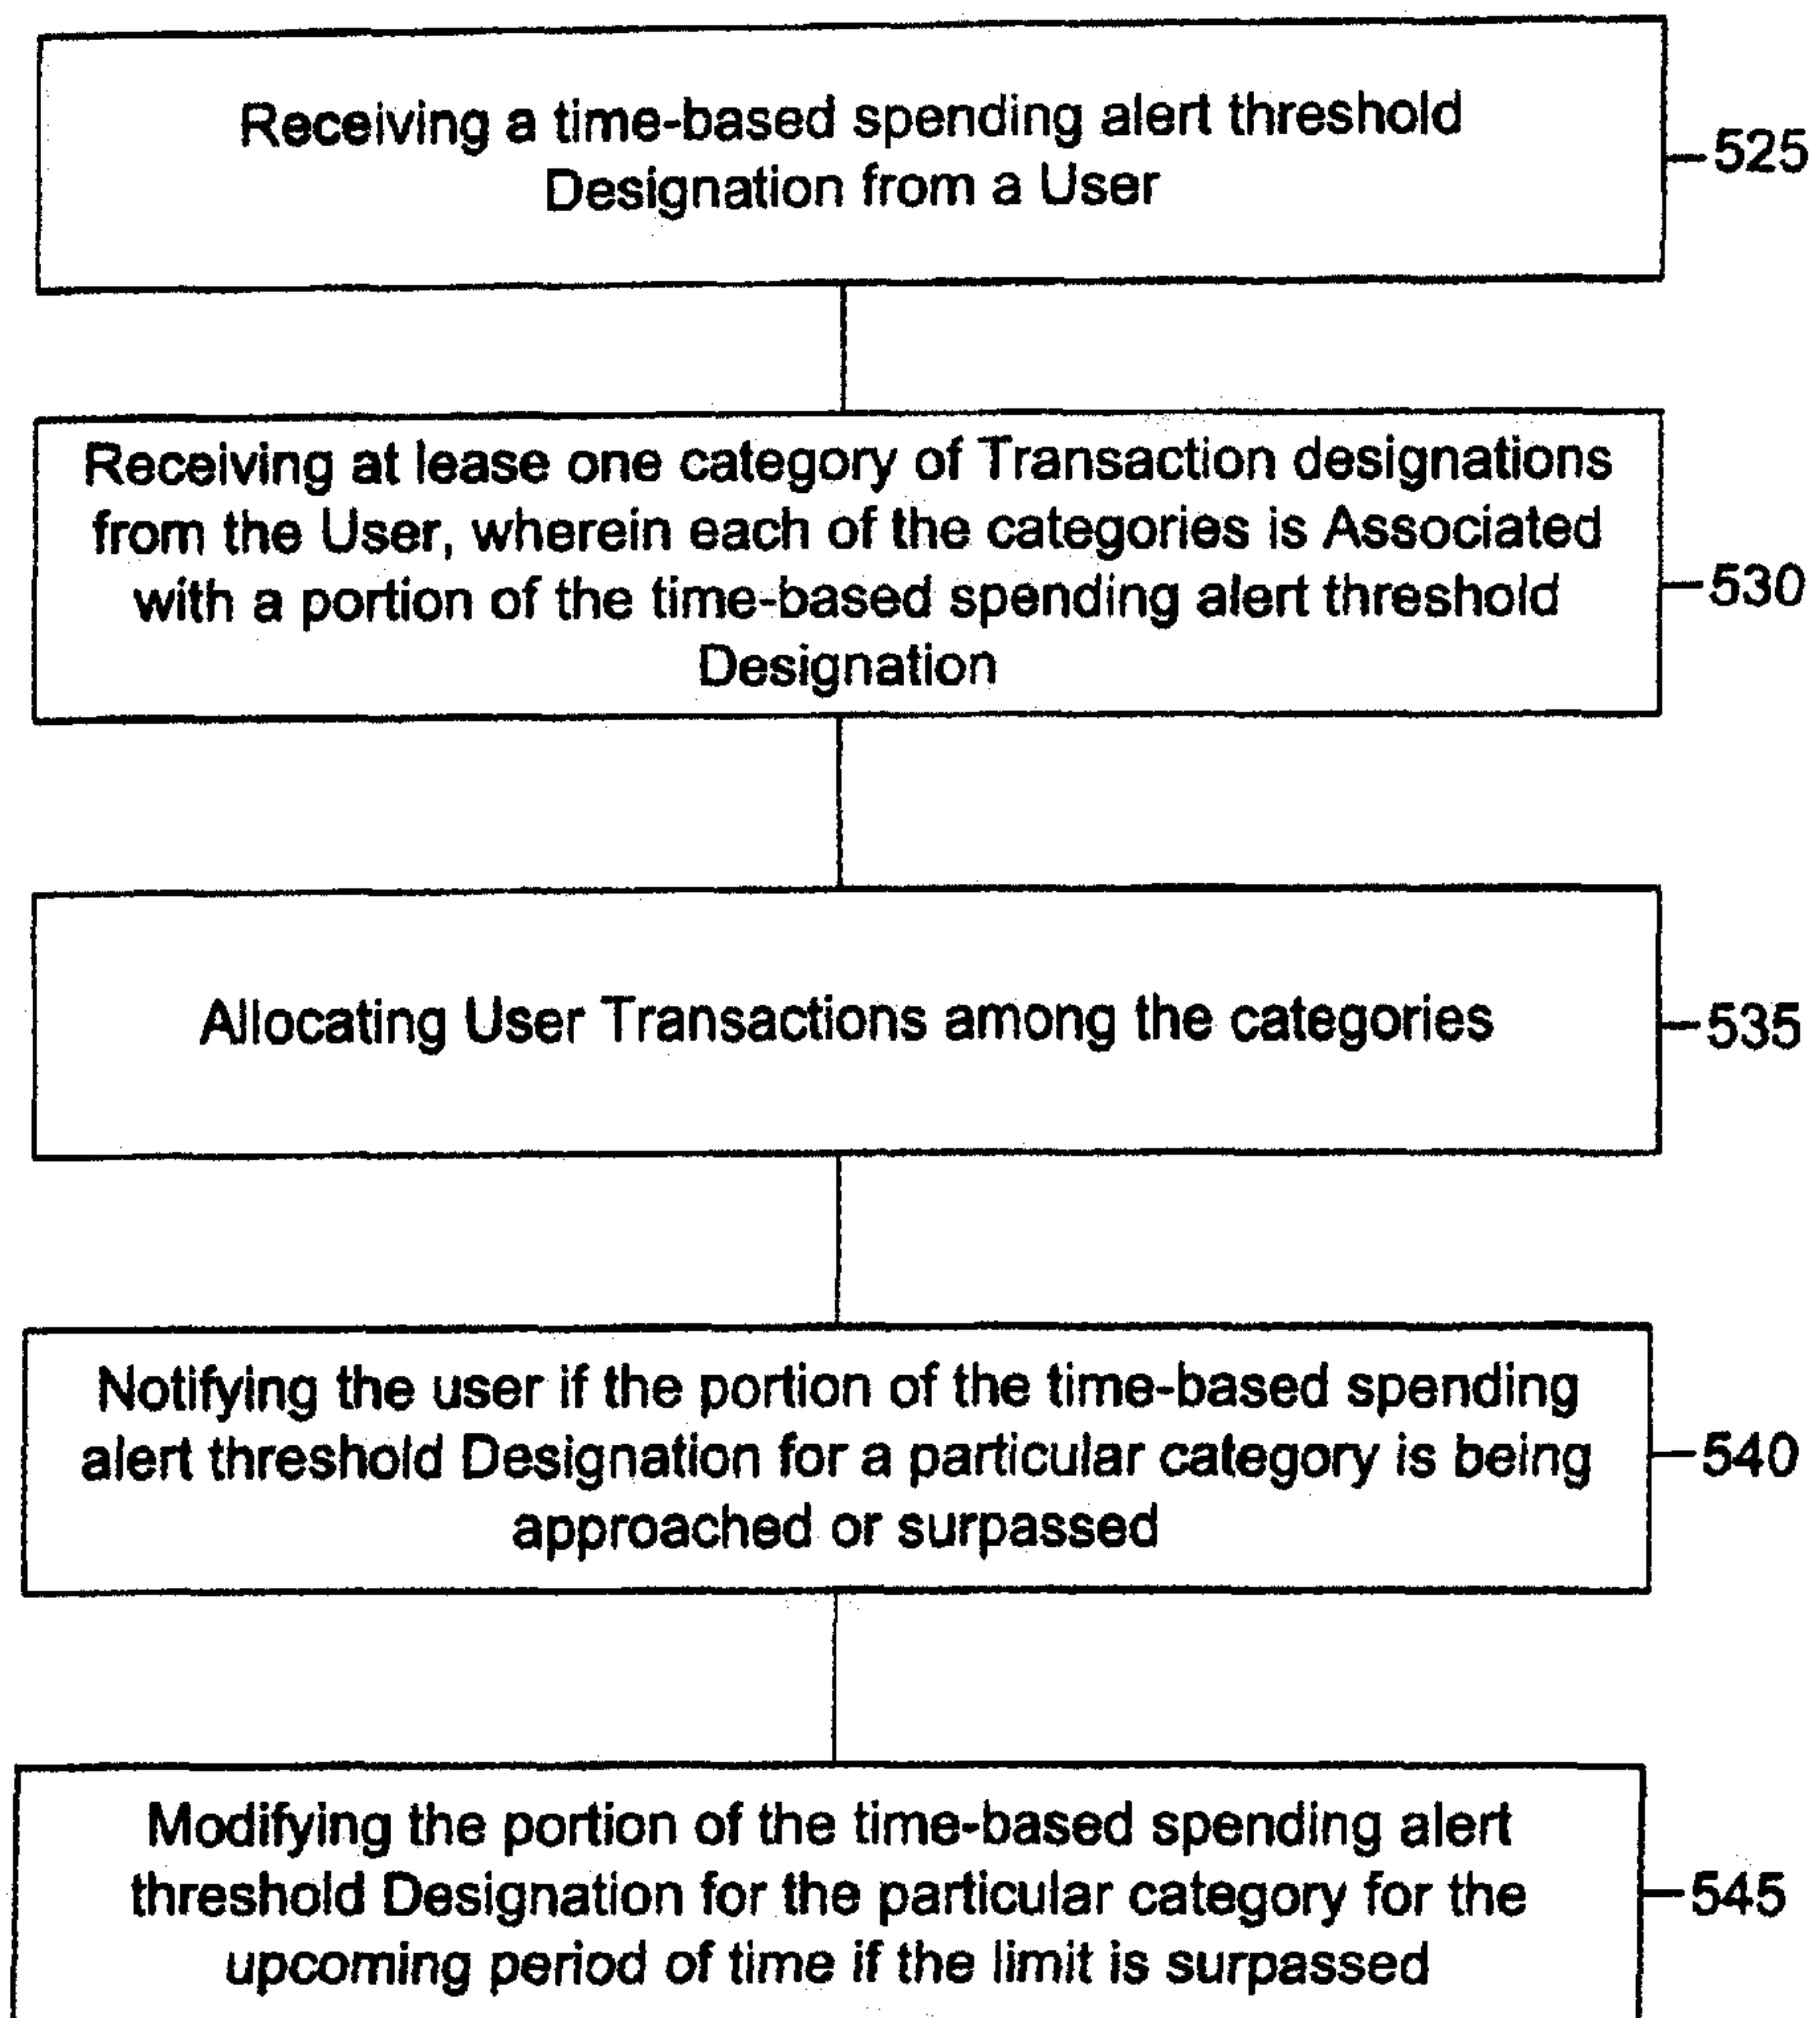 Receiving a time-based spending alert threshold
Designation from a User
525
Receiving at lease one category of Transaction designations
from the User, wherein each of the categories is Associated
with a portion of the time-based spending alert threshold
Designation
530
Allocating User Transactions among the categories
535
Notifying the user if the portion of the time-based spending
alert threshold Designation for a particular category is being
approached or surpassed
540
Modifying the portion of the time-based spending alert
threshold Designation for the particular category for the
upcoming period of time if the limit is surpassed
545